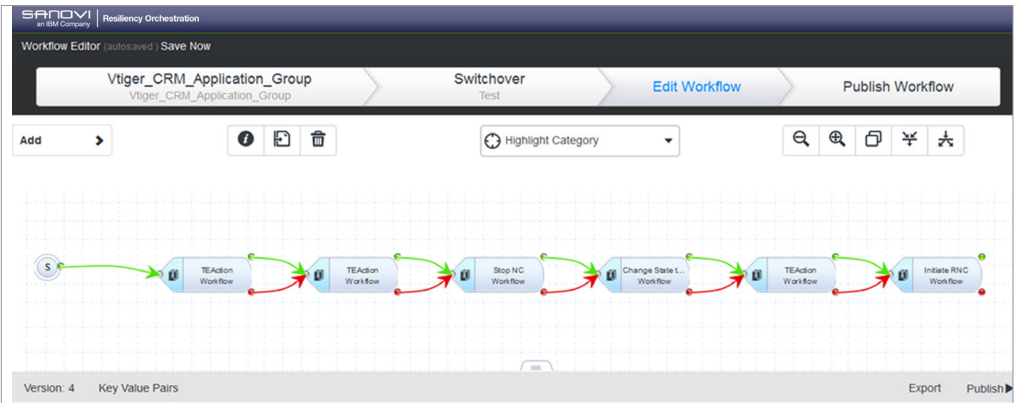 SANOVI
an IBM Company
Resiliency Orchestration
Workflow Editor (autosaved) Save Now
Vtiger_CRM_Application_Group
Vtiger_CRM_Application_Group
Switchover
Test
Edit Workflow
Publish Workflow
Add
Highlight Category
S
TEAction
Workflow
TEAction
Workflow
Stop NC
Workflow
Change State t...
Workflow
TEAction
Workflow
Initiate RNC
Workflow
Version: 4
Key Value Pairs
Export
Publish